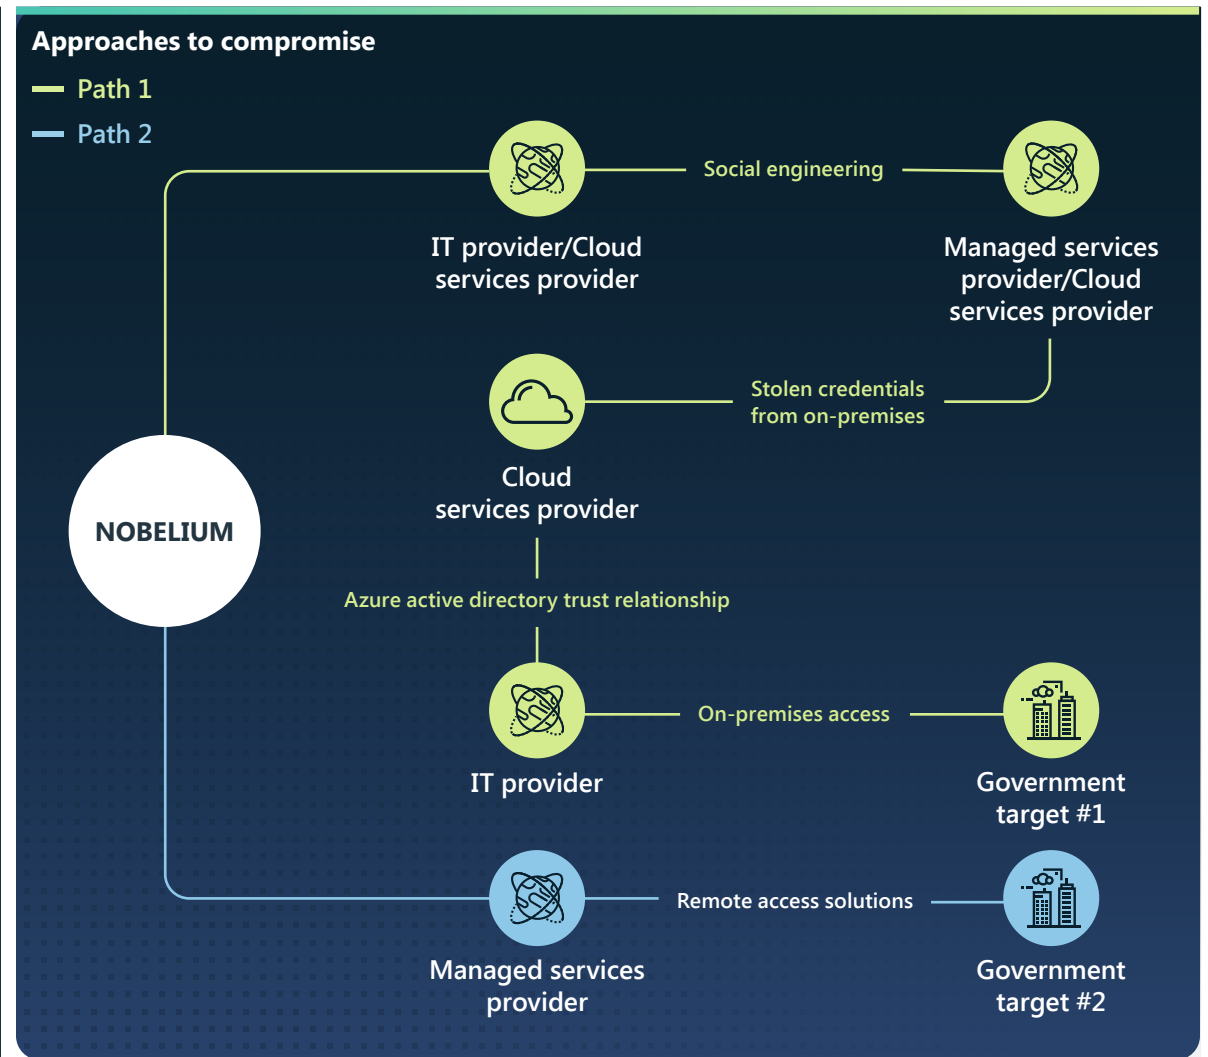 Approaches to compromise
Path 1
Path 2
Social engineering
IT provider/Cloud
services provider
Managed services
provider/Cloud
services provider
Stolen credentials
from on-premises
Cloud
services provider
NOBELIUM
Azure active directory trust relationship
On-premises access
IT provider
Government
target #1
Remote access solutions
Managed services
provider
Government
target #2